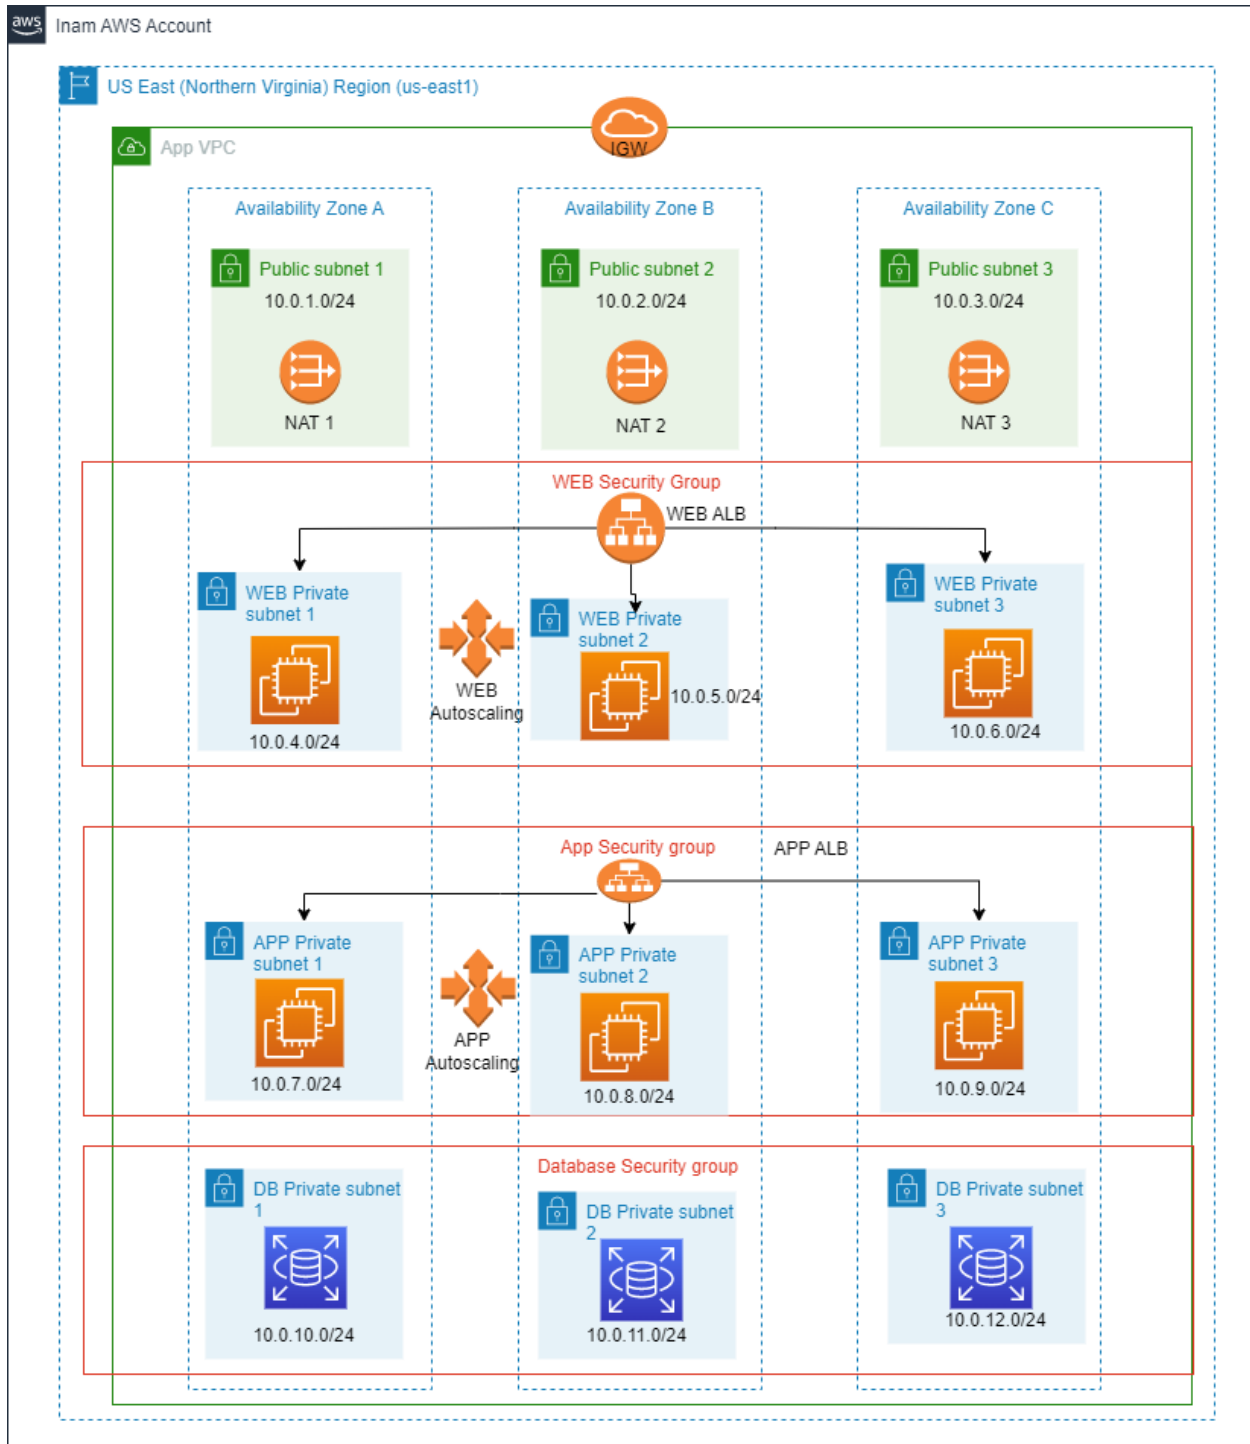 aws
Inam AWS Account
US East (Northern Virginia) Region (us-east1)
IGW
App VPC
Availability Zone A
Availability Zone B
Availability Zone C
Public subnet 1
10.0.1.0/24
NAT 1
Public subnet 2
10.0.2.0/24
NAT 2
Public subnet 3
10.0.3.0/24
NAT 3
WEB Security Group
WEB ALB
WEB Private
subnet 1
10.0.4.0/24
WEB
Autoscaling
WEB Private
subnet 2
10.0.5.0/24
WEB Private
subnet 3
10.0.6.0/24
App Security group
APP ALB
APP Private
subnet 1
10.0.7.0/24
APP
Autoscaling
APP Private
subnet 2
10.0.8.0/24
APP Private
subnet 3
10.0.9.0/24
Database Security group
DB Private subnet
1
10.0.10.0/24
DB Private subnet
2
10.0.11.0/24
DB Private subnet
3
10.0.12.0/24